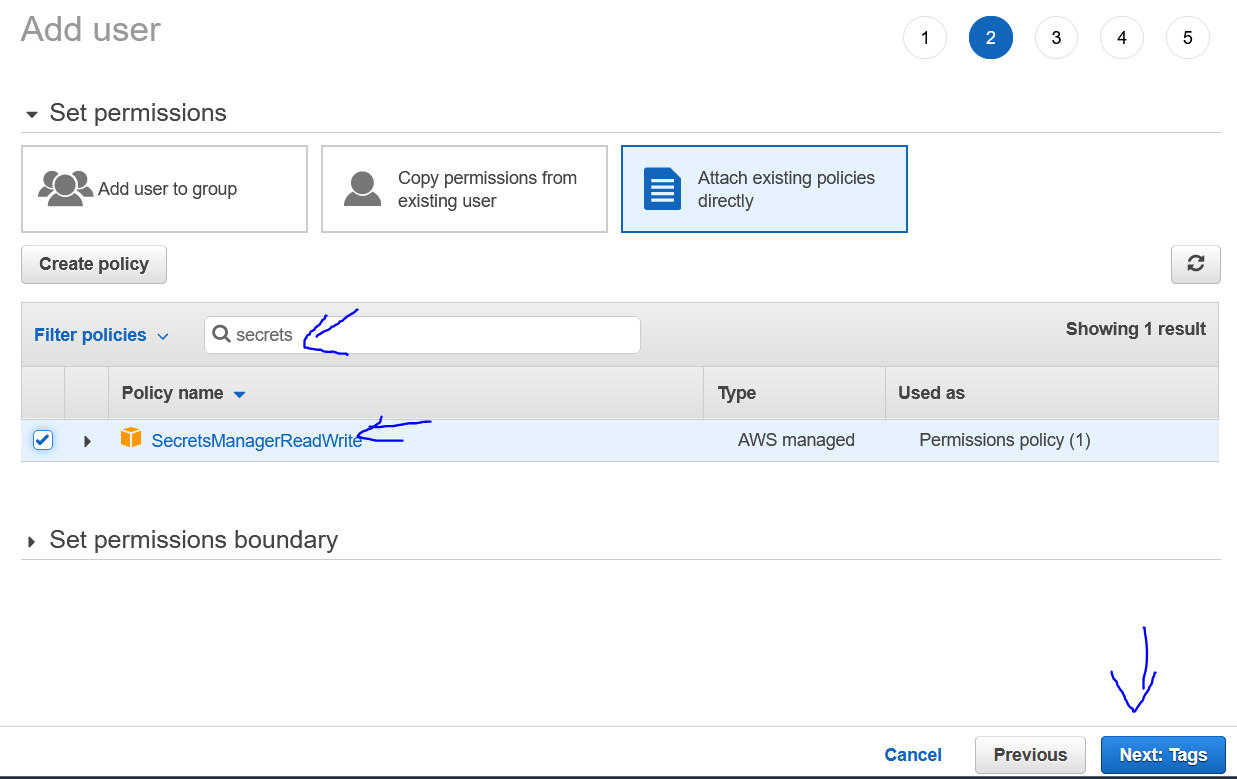 Add user
1 2 3 4 5
Set permissions
Add user to group
Copy permissions from
existing user
Attach existing policies
directly
Create policy
Filter policies
secrets
Showing 1 result
Policy name Type Used as
SecretsManagerReadWrite AWS managed Permissions policy (1)
Set permissions boundary
Cancel Previous Next: Tags